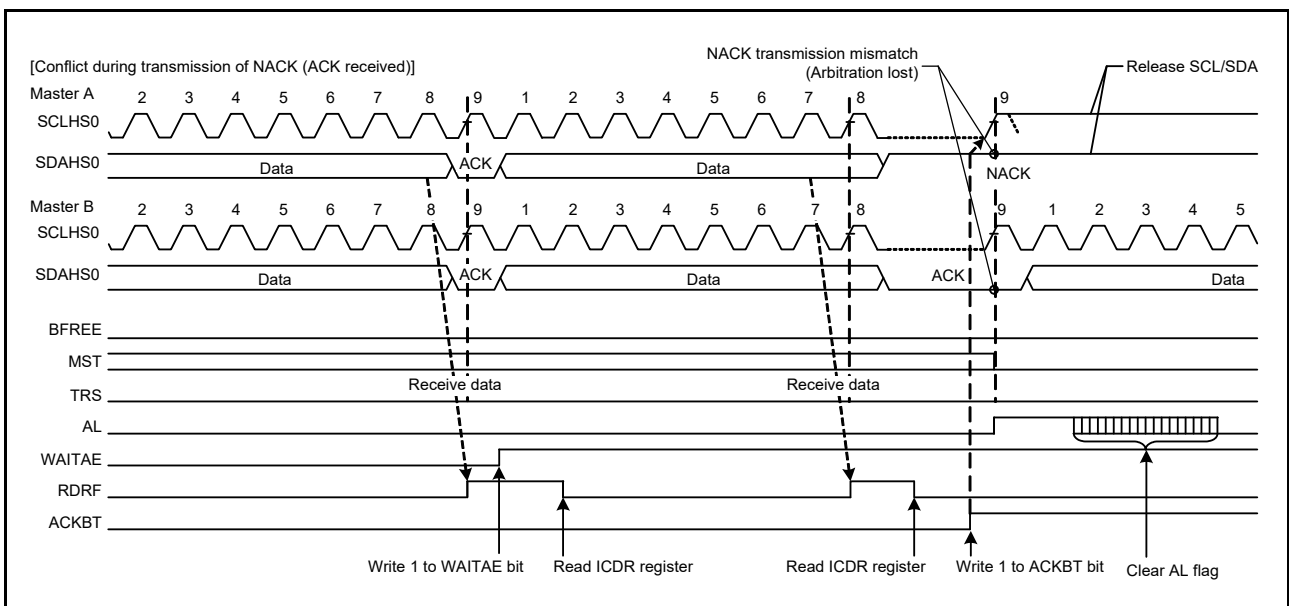 [Conflict during transmission of NACK (ACK received)]
NACK transmission mismatch
(Arbitration lost)
Release SCL/SDA
Master A
2 3 4 5 6 7 8 9 1 2 3 4 5 6 7 8 9
SCLHS0
SDAHS0
Data ACK Data NACK
Master B
2 3 4 5 6 7 8 9 1 2 3 4 5 6 7 8 9 1 2 3 4 5
SCLHS0
SDAHS0
Data ACK Data ACK Data
BFREE
MST
Receive data Receive data
TRS
AL
WAITAE
RDRF
ACKBT
Write 1 to WAITAE bit Read ICDR register Read ICDR register Write 1 to ACKBT bit Clear AL flag